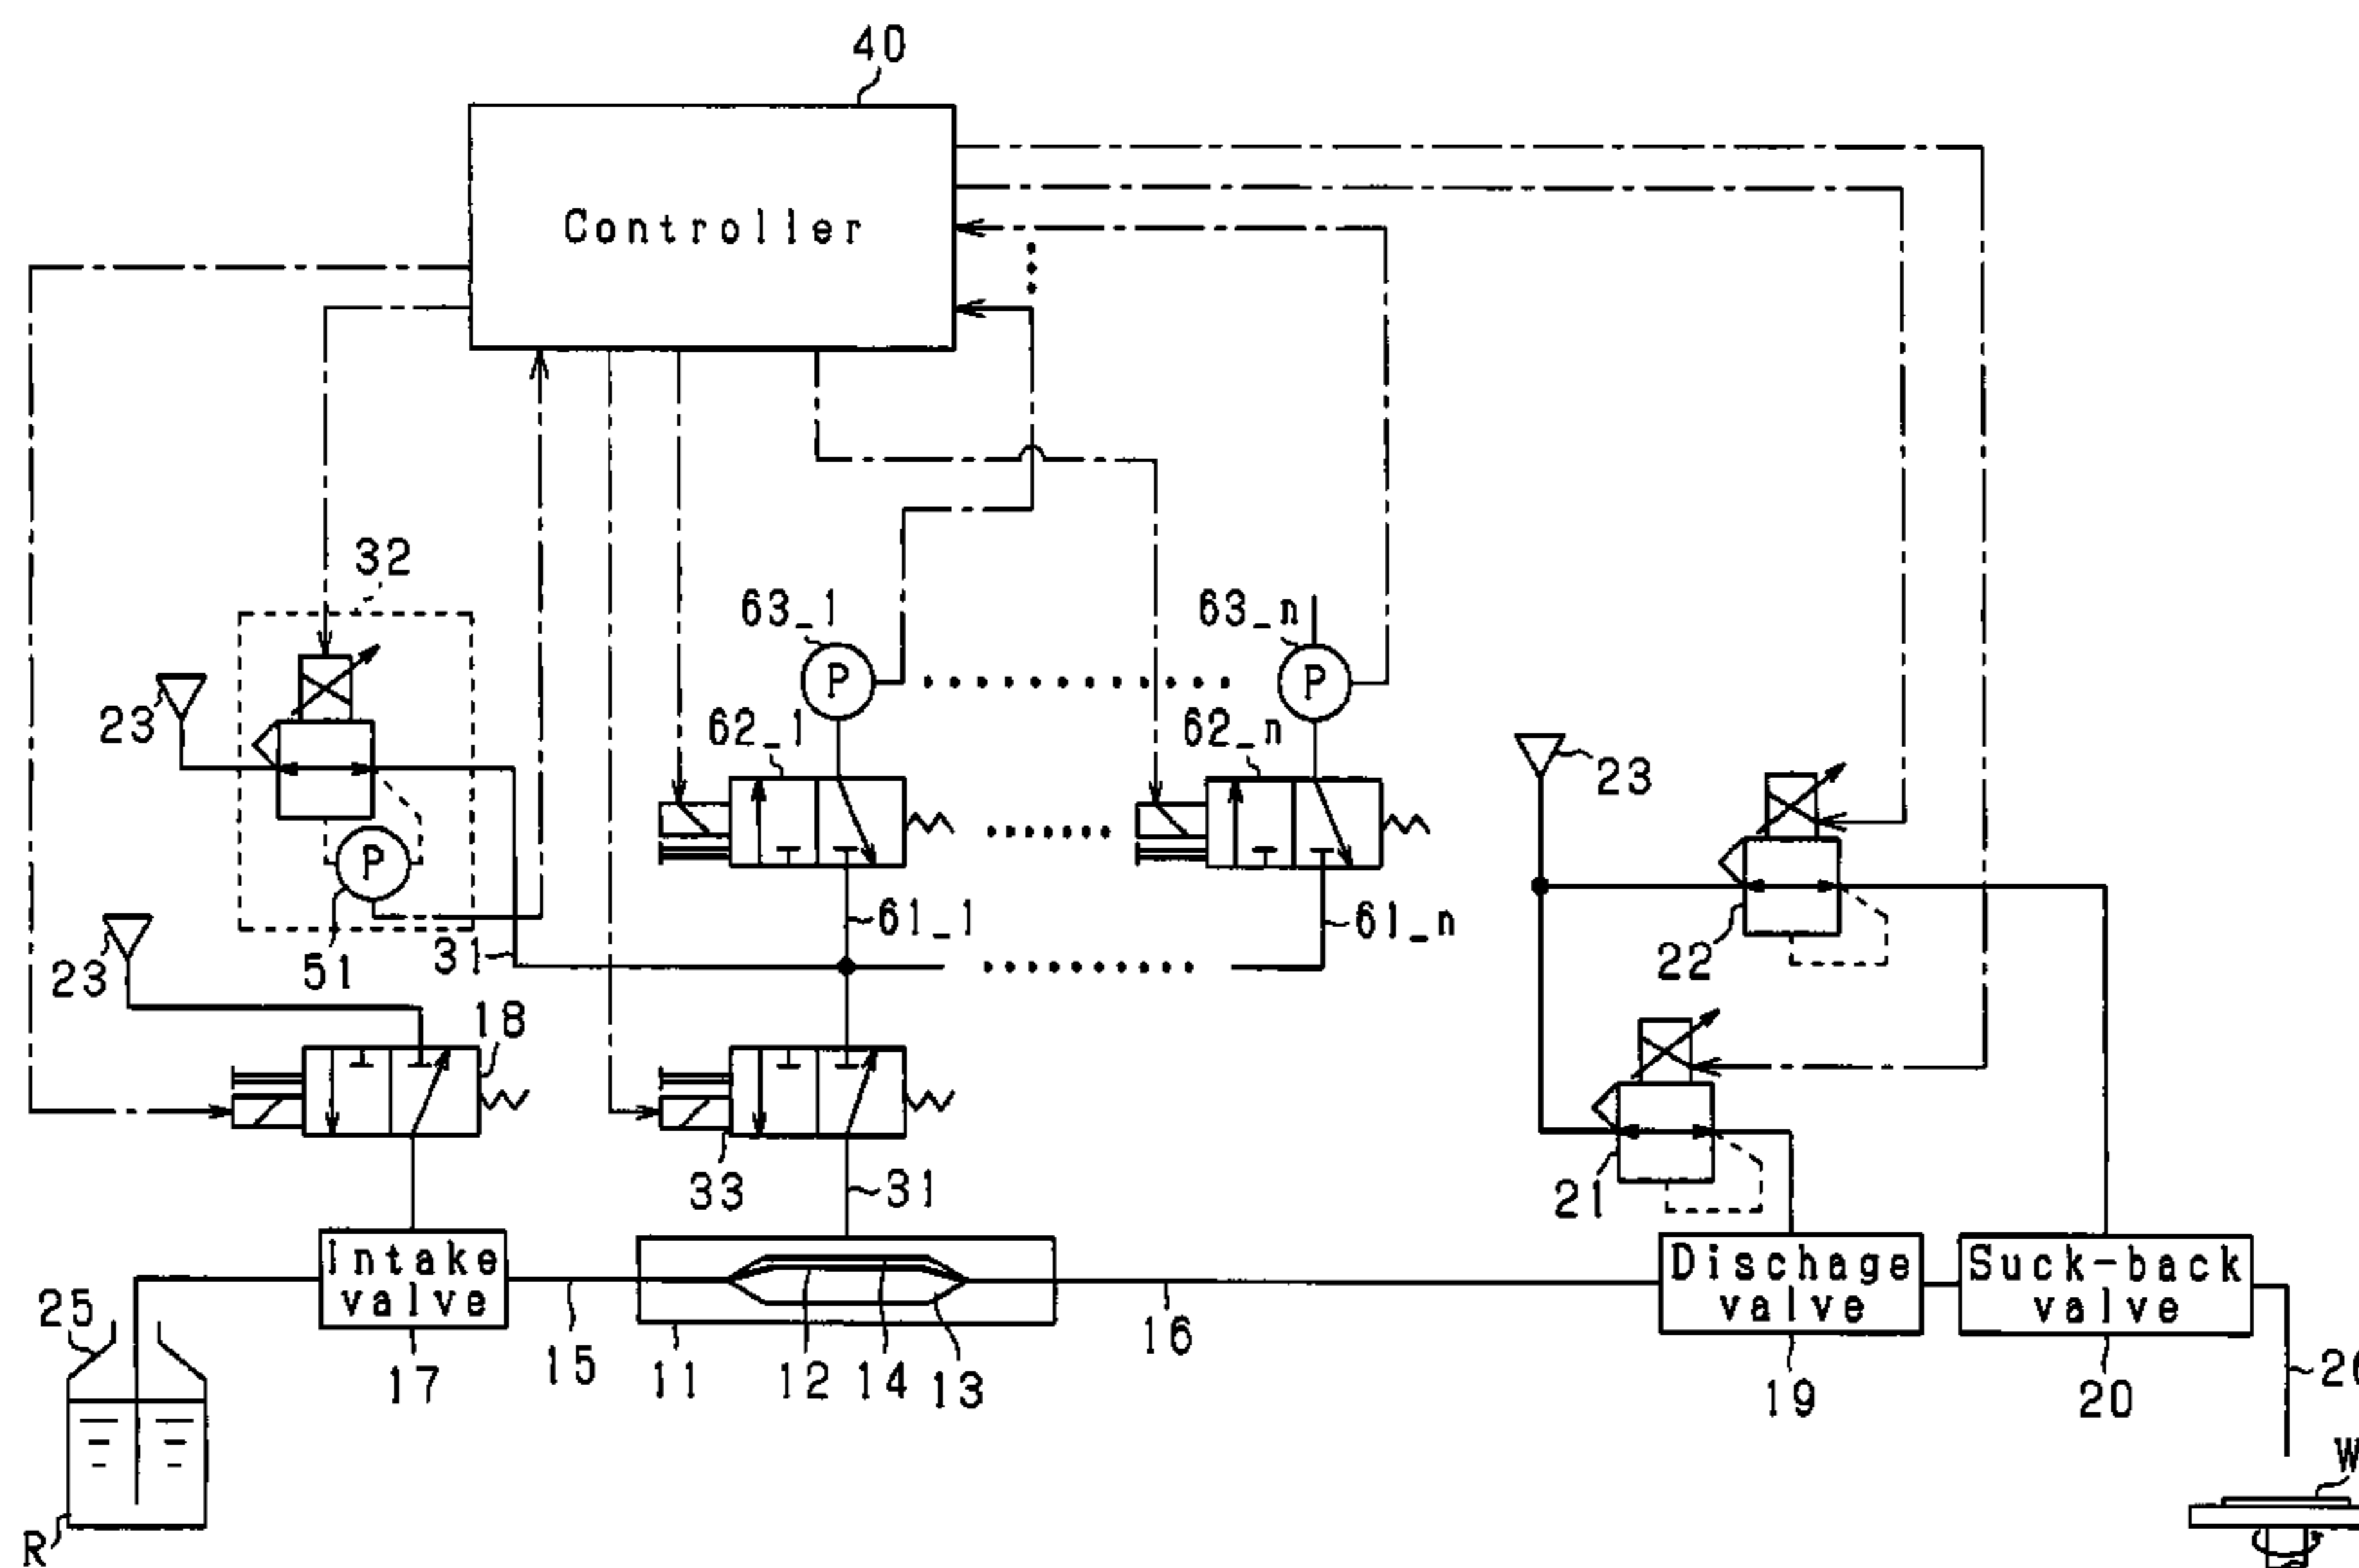 40
Controller
32
63_1
63_n
P
P
23
62_1
62_n
23
P
61_1
61_n
22
51
31
23
18
33
31
21
Intake
valve
Dischage
valve
Suck-back
valve
25
17
15
11
12
14
13
16
19
20
W
R